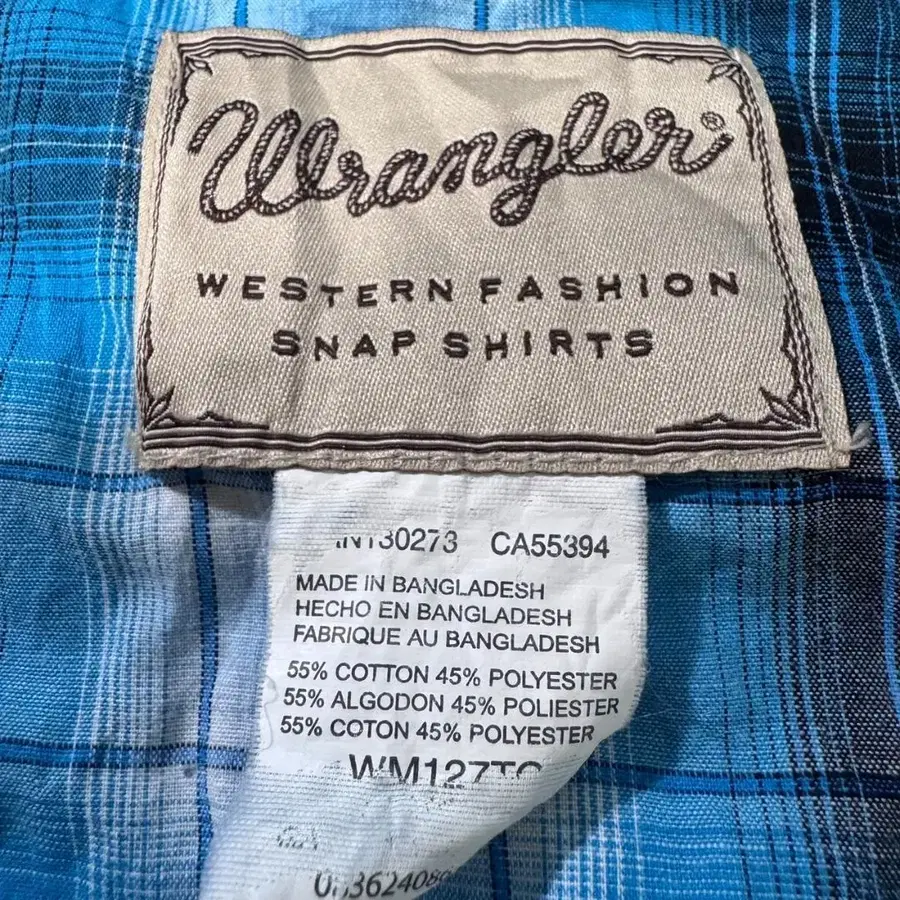 Wrangler®
WESTERN FASHION
SNAP SHIRTS
CA55394
MADE IN BANGLADESH
HECHO EN BANGLADESH
FABRIQUE AU BANGLADESH
55% COTTON 45% POLYESTER
55% ALGODON 45% POLIESTER
55% COTON 45% POLYESTER